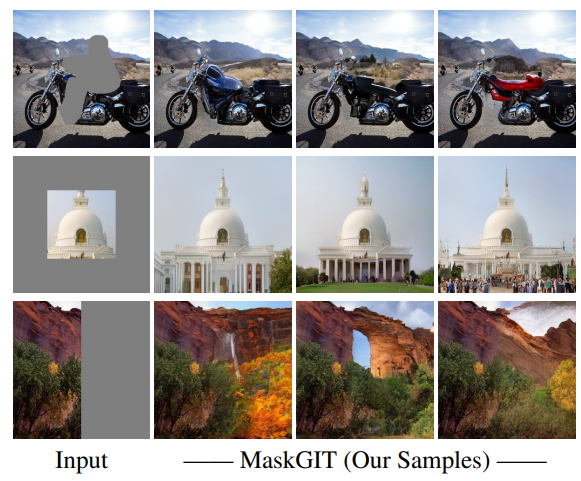 Input —— MaskGIT (Our Samples) ——